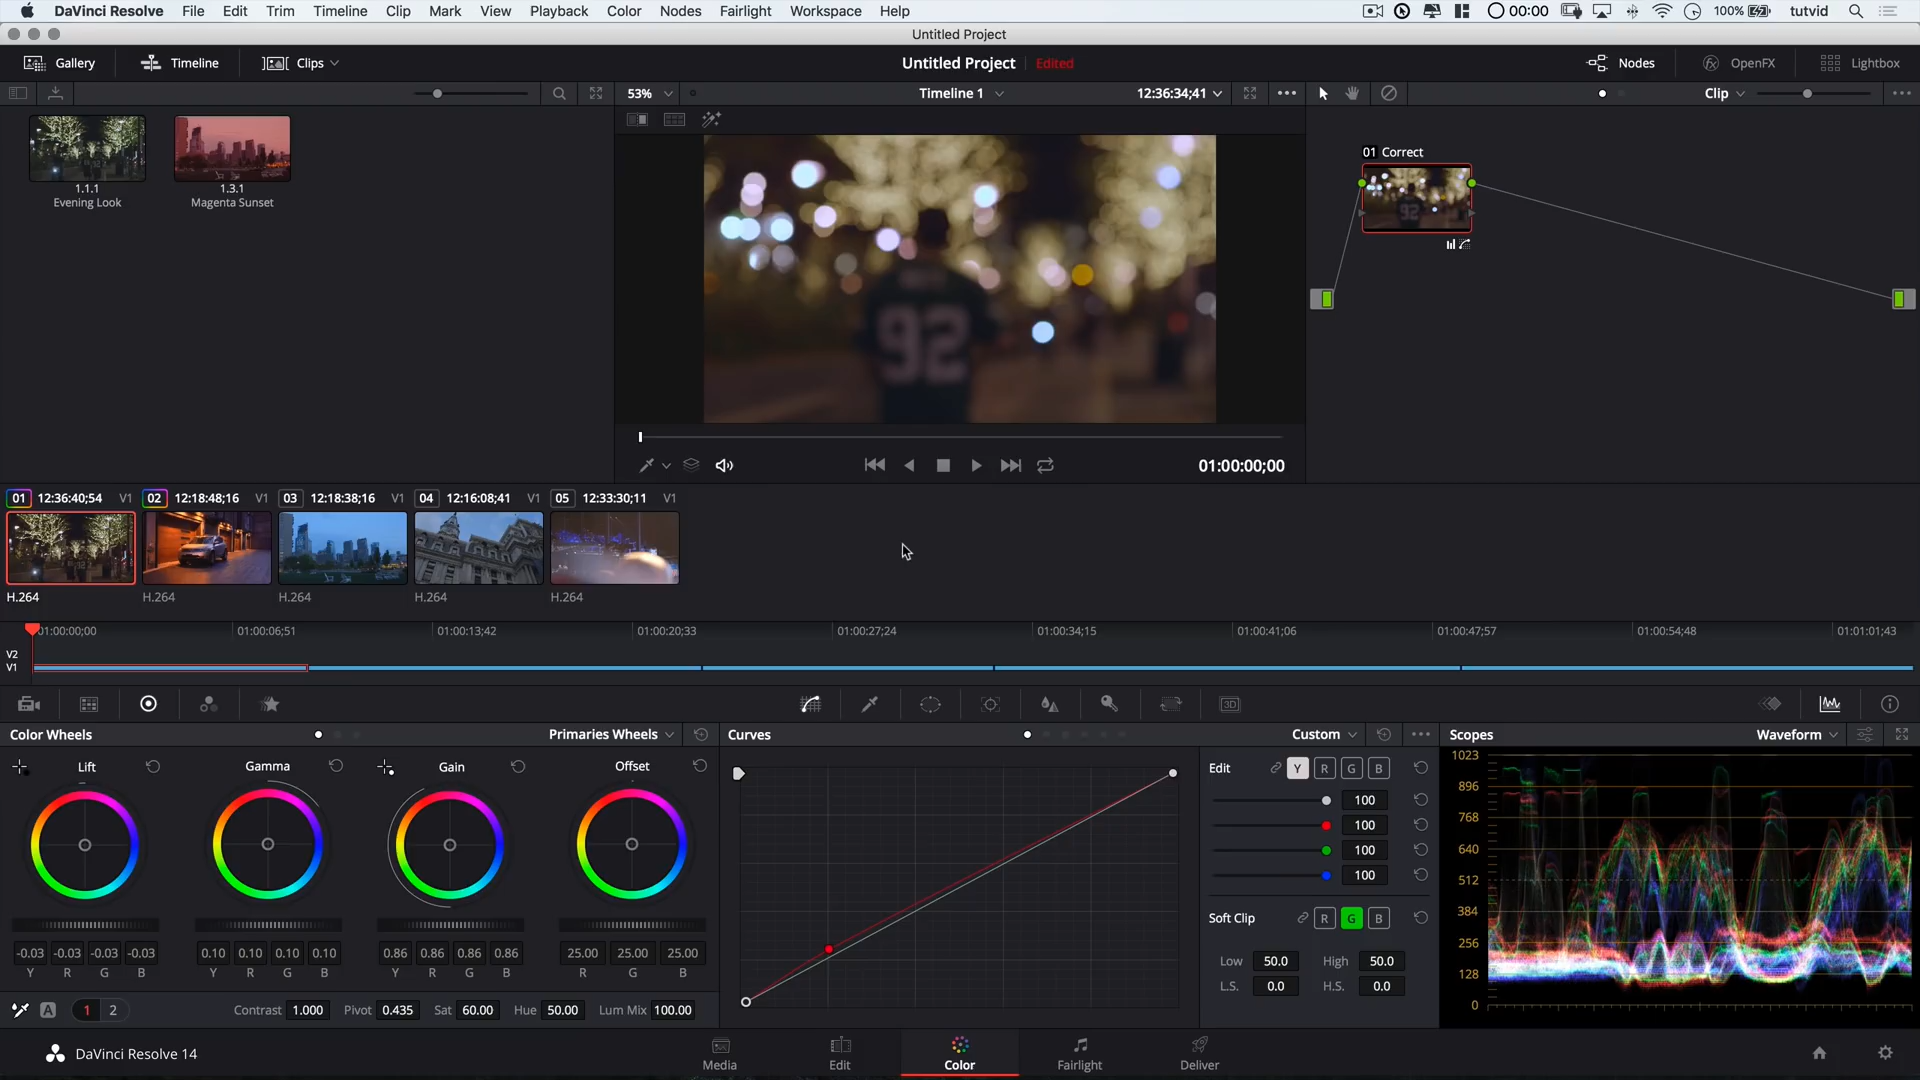 DaVinci Resolve File Edit Trim Timeline Clip Mark View Playback Color Nodes Fairlight Workspace Help 00:00 100% tutvid
Untitled Project
Gallery Timeline Clips Untitled Project Edited Nodes OpenFX Lightbox
53% Timeline 1 12:36:34;41 Clip
1.1.1
Evening Look
1.3.1
Magenta Sunset
92
01 Correct
92
01:00:00;00
01 12:36:40;54 V1 02 12:18:48;16 V1 03 12:18:38;16 V1 04 12:16:08;41 V1 05 12:33:30;11 V1
H.264 H.264 H.264 H.264 H.264
01:00:00;00 01:00:06;51 01:00:13;42 01:00:20;33 01:00:27;24 01:00:34;15 01:00:41;06 01:00:47;57 01:00:54;48 01:01:01;43
V2
V1
3D
Color Wheels Primaries Wheels
Lift Gamma Gain Offset
-0.03 -0.03 -0.03 -0.03 0.10 0.10 0.10 0.10 0.86 0.86 0.86 0.86 25.00 25.00 25.00
Y R G B Y R G B Y R G B R G B
A 1 2 Contrast 1.000 Pivot 0.435 Sat 60.00 Hue 50.00 Lum Mix 100.00
Curves Custom
Edit Y R G B
100
100
100
100
Soft Clip R G B
Low 50.0 High 50.0
L.S. 0.0 H.S. 0.0
Scopes Waveform
1023
896
768
640
512
384
256
128
0
DaVinci Resolve 14 Media Edit Color Fairlight Deliver